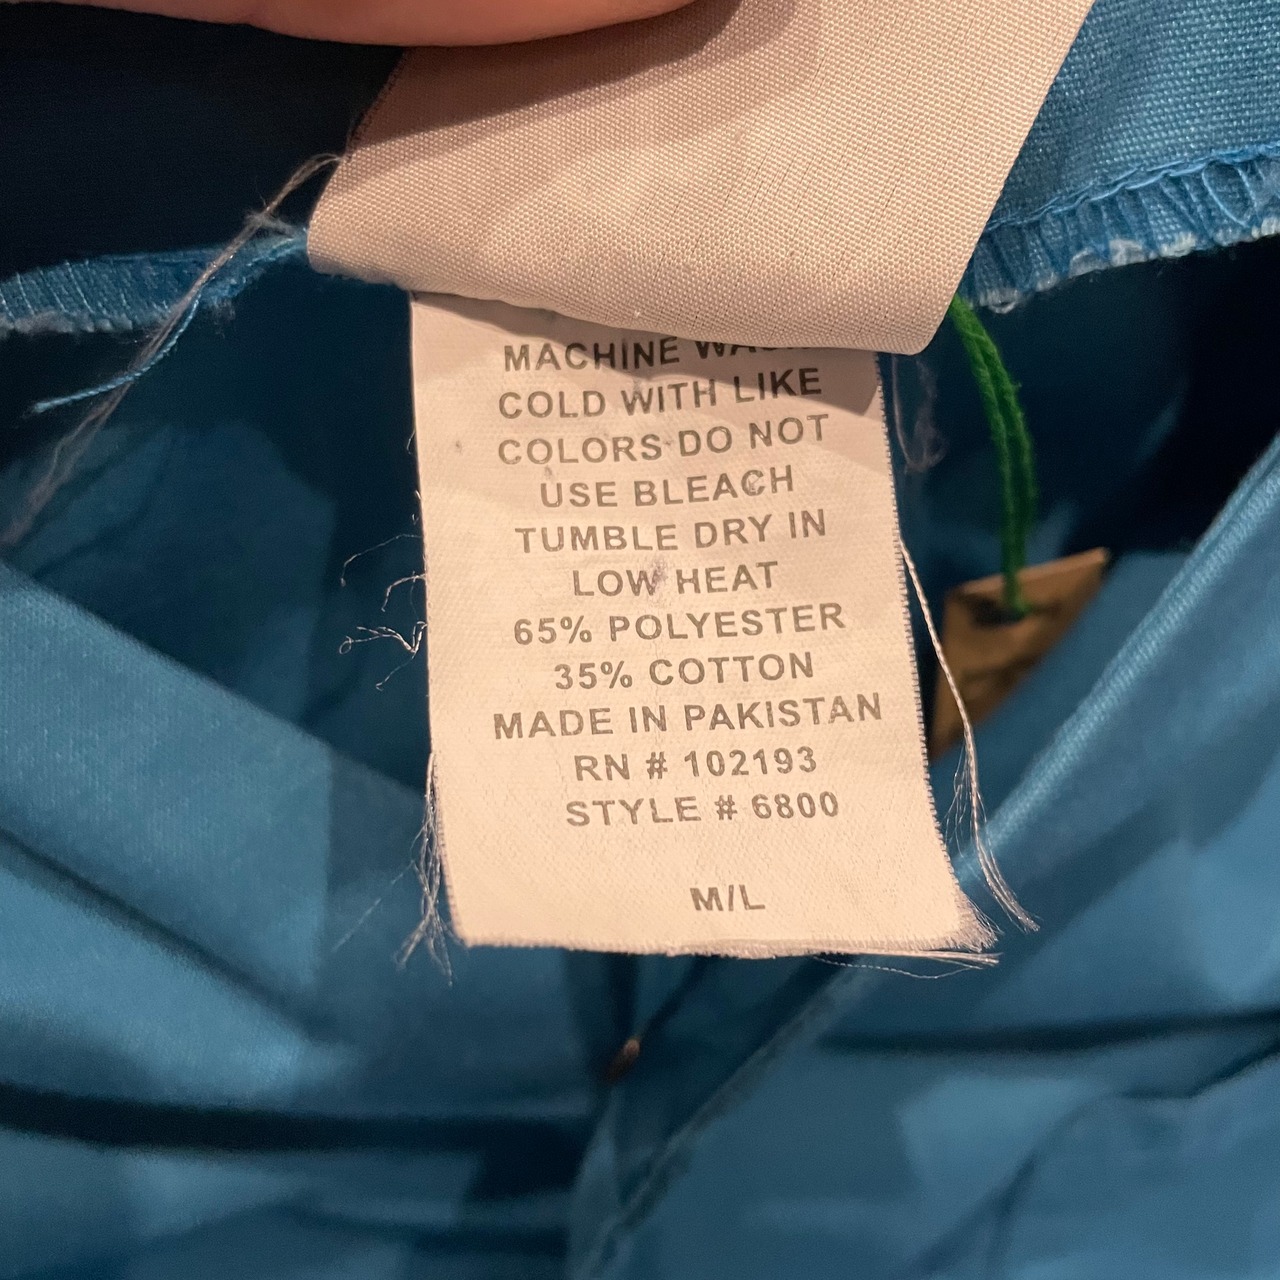 MACHINE WASH
COLD WITH LIKE
COLORS DO NOT
USE BLEACH
TUMBLE DRY IN
LOW HEAT
65% POLYESTER
35% COTTON
MADE IN PAKISTAN
RN # 102193
STYLE # 6800
M/L